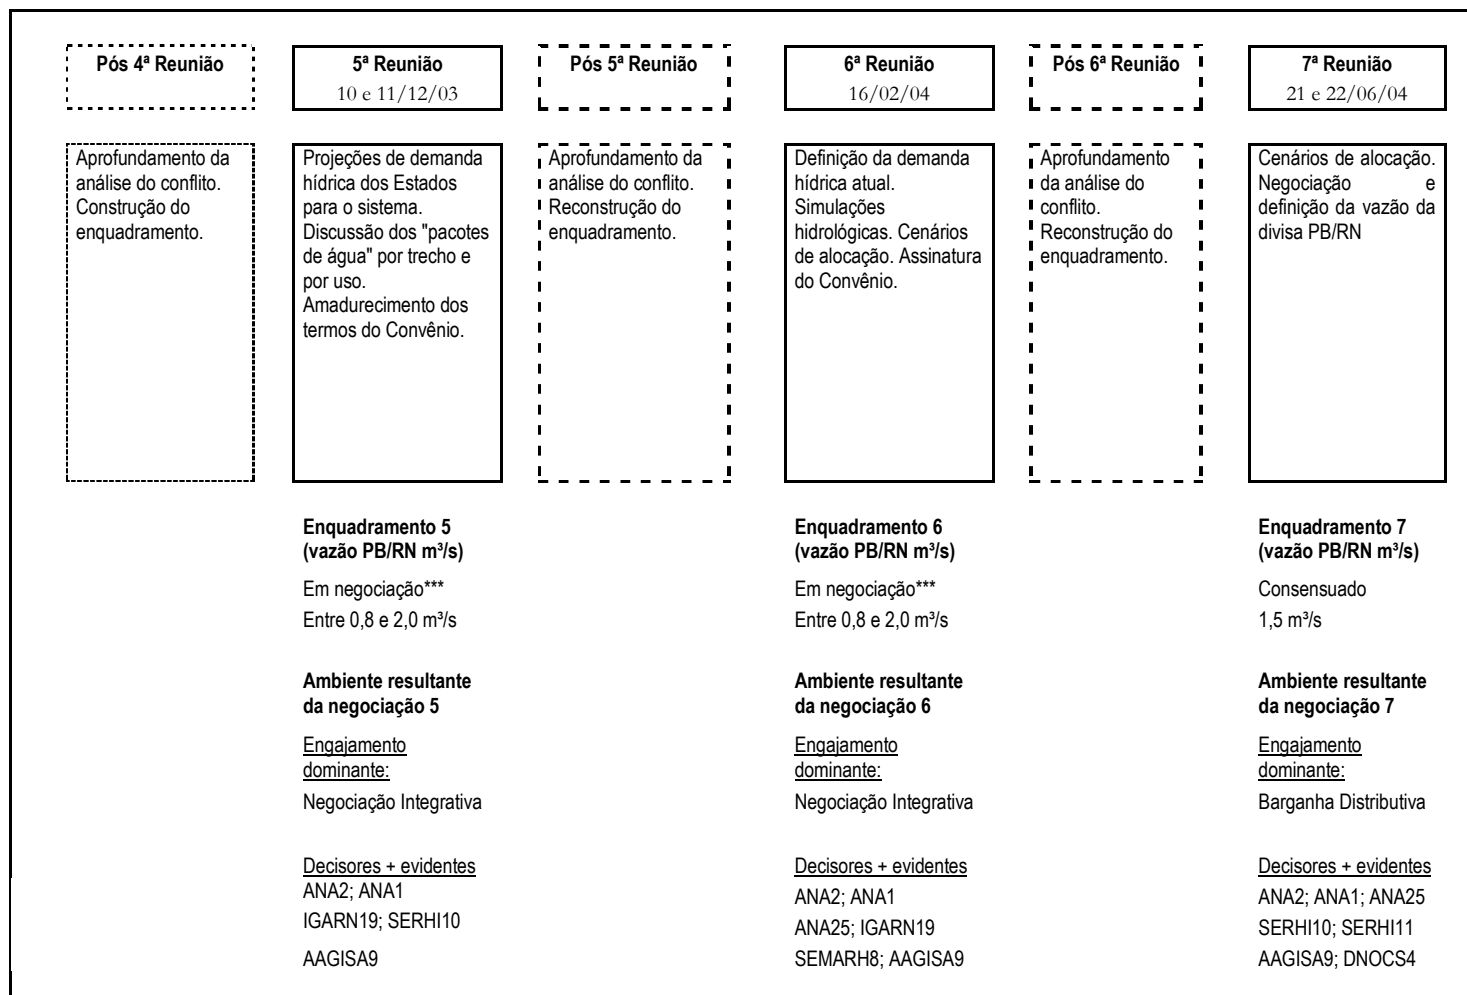 Pós 4ª Reunião
5ª Reunião
10 e 11/12/03
Pós 5ª Reunião
6ª Reunião
16/02/04
Pós 6ª Reunião
7ª Reunião
21 e 22/06/04
Aprofundamento da
análise do conflito.
Construção do
enquadramento.
Projeções de demanda
hídrica dos Estados
para o sistema.
Discussão dos "pacotes
de água" por trecho e
por uso.
Amadurecimento dos
termos do Convênio.
Aprofundamento da
análise do conflito.
Reconstrução do
enquadramento.
Definição da demanda
hídrica atual.
Simulações
hidrológicas. Cenários
de alocação. Assinatura
do Convênio.
Aprofundamento
da análise do
conflito.
Reconstrução do
enquadramento.
Cenários de alocação.
Negociação e
definição da vazão da
divisa PB/RN
Enquadramento 5
(vazão PB/RN m³/s)
Em negociação***
Entre 0,8 e 2,0 m³/s
Ambiente resultante
da negociação 5
Engajamento
dominante:
Negociação Integrativa
Decisores + evidentes
ANA2; ANA1
IGARN19; SERHI10
AAGISA9
Enquadramento 6
(vazão PB/RN m³/s)
Em negociação***
Entre 0,8 e 2,0 m³/s
Ambiente resultante
da negociação 6
Engajamento
dominante:
Negociação Integrativa
Decisores + evidentes
ANA2; ANA1
ANA25; IGARN19
SEMARH8; AAGISA9
Enquadramento 7
(vazão PB/RN m³/s)
Consensuado
1,5 m³/s
Ambiente resultante
da negociação 7
Engajamento
dominante:
Barganha Distributiva
Decisores + evidentes
ANA2; ANA1; ANA25
SERHI10; SERHI11
AAGISA9; DNOCS4